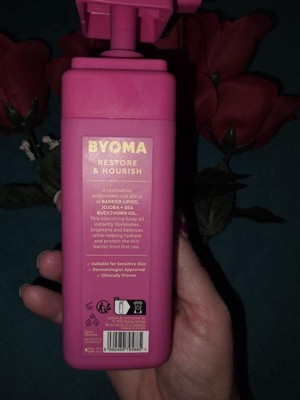 BYOMA
RESTORE
& NOURISH
A restorative,
antioxidant-rich blend
of BARRIER LIPIDS,
JOJOBA + SEA
BUCKTHORN OIL.
This nourishing body oil
instantly illuminates,
brightens and balances
while helping hydrate
and protect the skin
barrier from first use.
✓ Suitable for Sensitive Skin
✓ Dermatologist Approved
✓ Clinically Proven